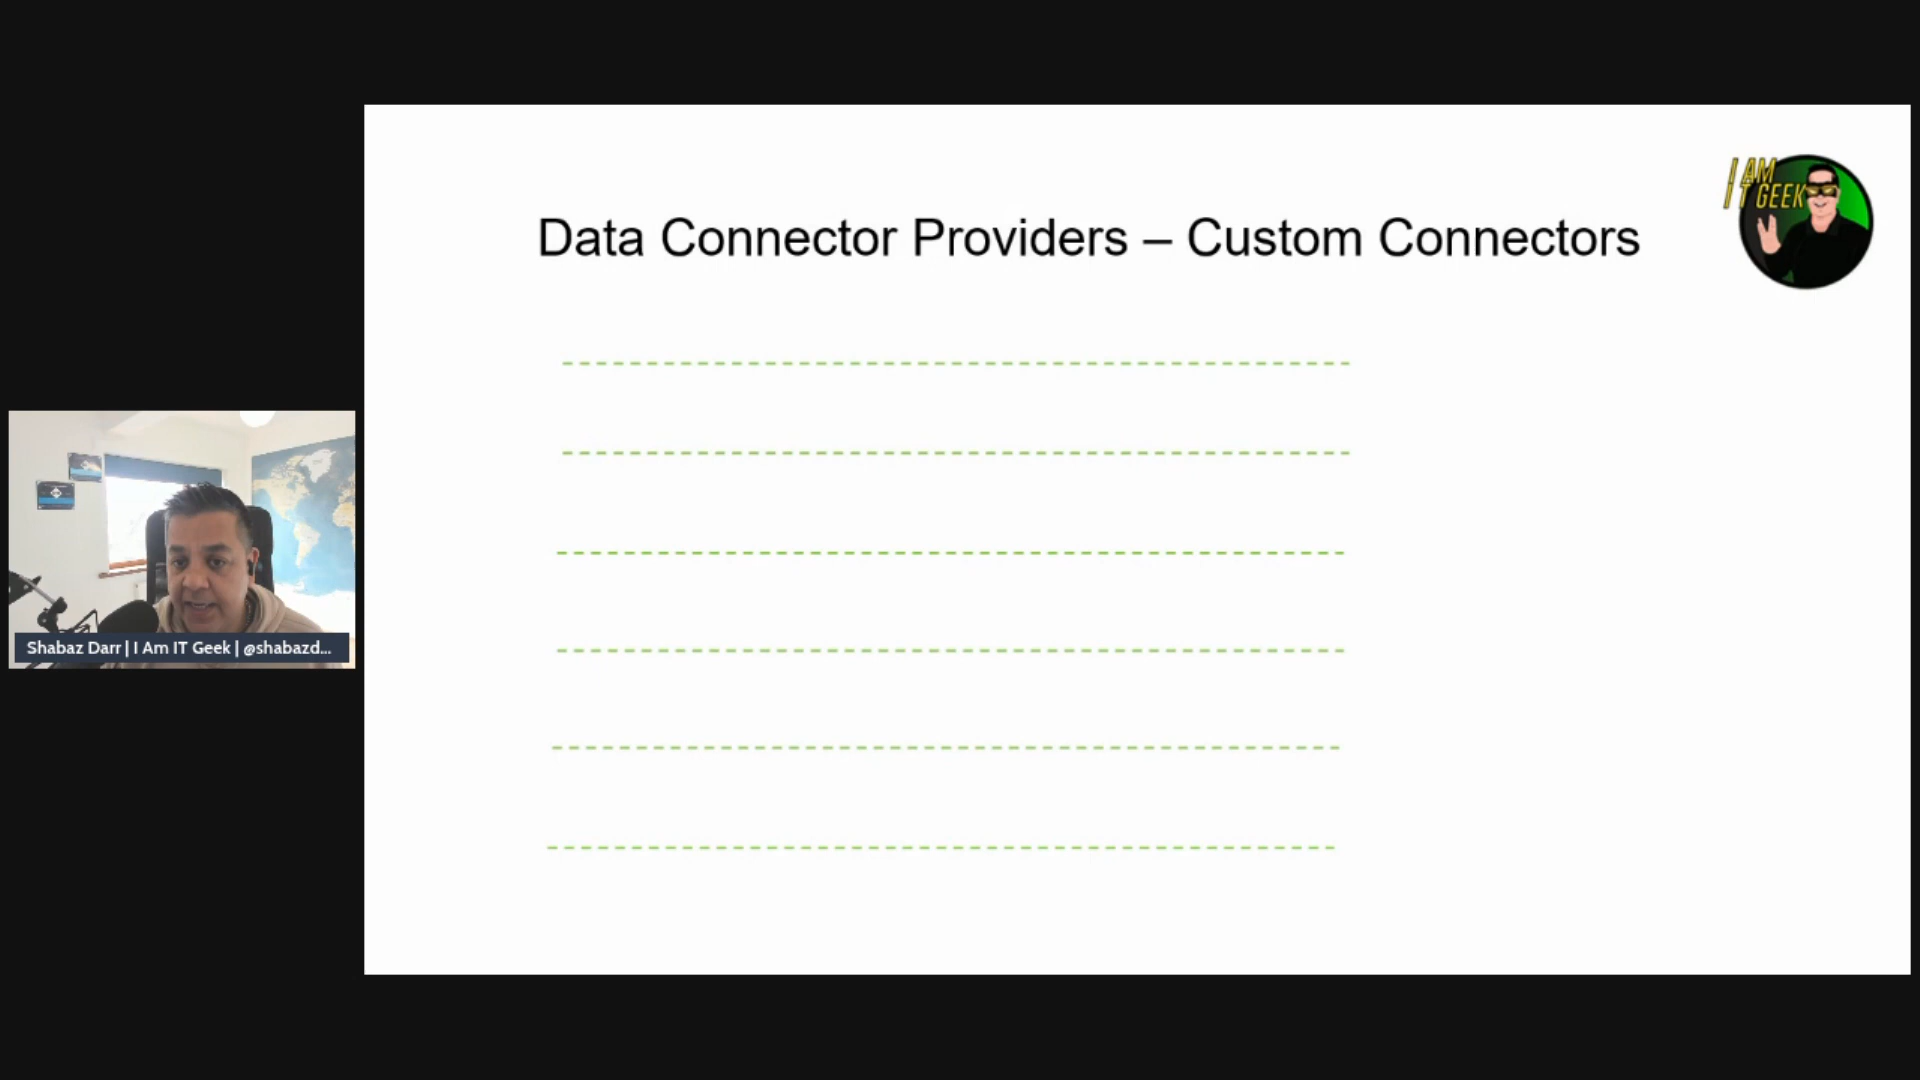 Data Connector Providers – Custom Connectors
I AM
IT GEEK
Shabaz Darr | I Am IT Geek | @shabazd...